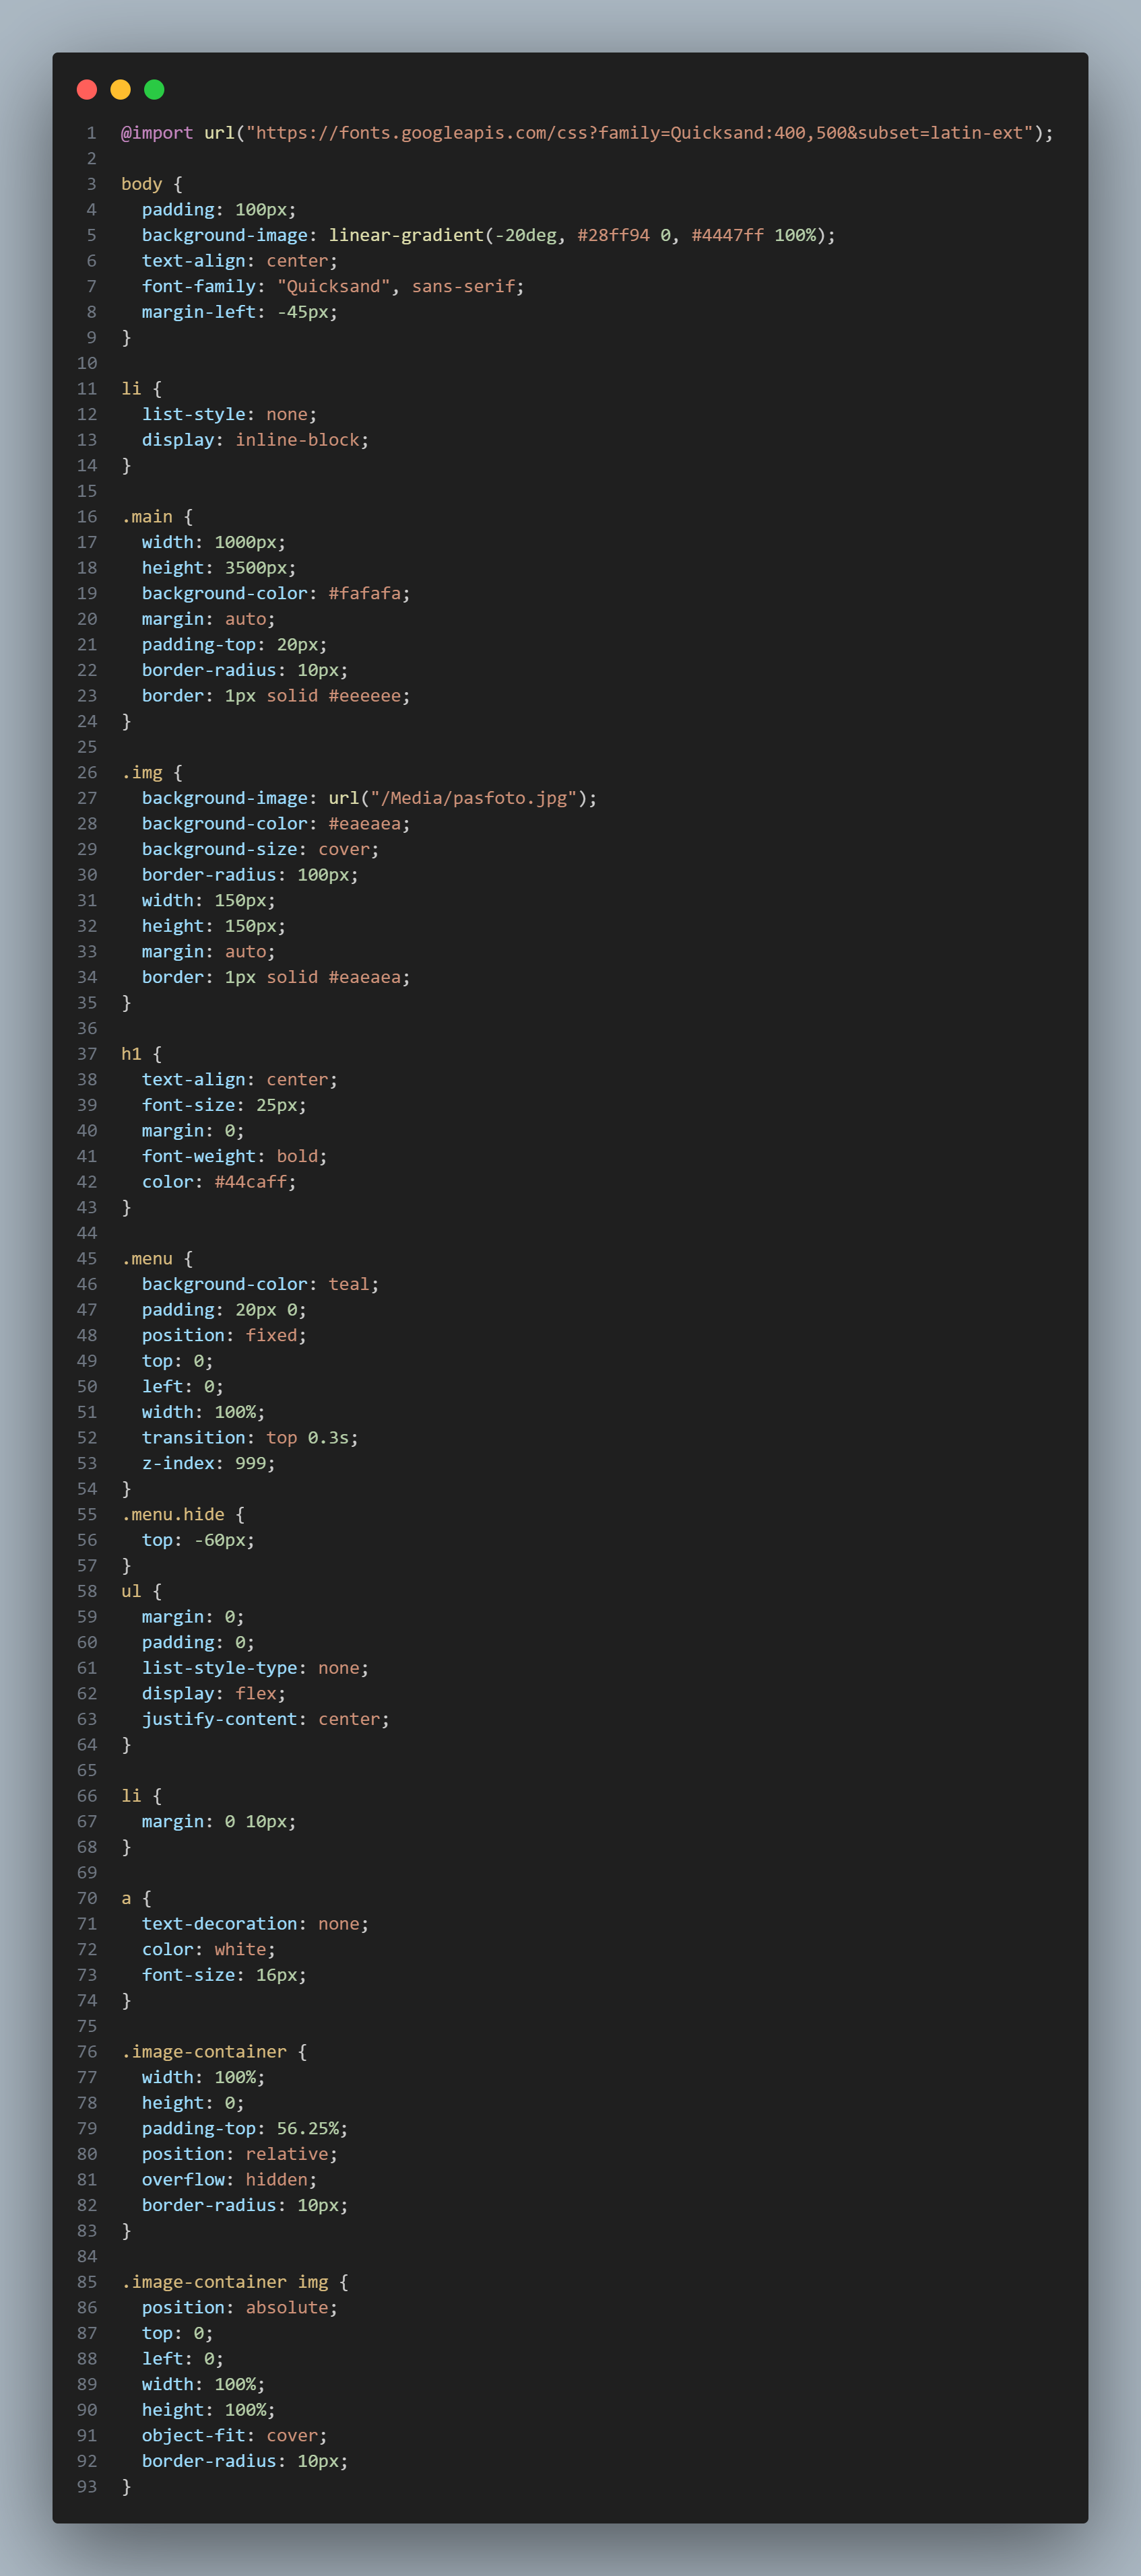 1 @import url("https://fonts.googleapis.com/css?family=Quicksand:400,500&subset=latin-ext");
2
3 body {
4   padding: 100px;
5   background-image: linear-gradient(-20deg, #28ff94 0, #4447ff 100%);
6   text-align: center;
7   font-family: "Quicksand", sans-serif;
8   margin-left: -45px;
9 }
10
11 li {
12   list-style: none;
13   display: inline-block;
14 }
15
16 .main {
17   width: 1000px;
18   height: 3500px;
19   background-color: #fafafa;
20   margin: auto;
21   padding-top: 20px;
22   border-radius: 10px;
23   border: 1px solid #eeeeee;
24 }
25
26 .img {
27   background-image: url("/Media/pasfoto.jpg");
28   background-color: #eaeaea;
29   background-size: cover;
30   border-radius: 100px;
31   width: 150px;
32   height: 150px;
33   margin: auto;
34   border: 1px solid #eaeaea;
35 }
36
37 h1 {
38   text-align: center;
39   font-size: 25px;
40   margin: 0;
41   font-weight: bold;
42   color: #44caff;
43 }
44
45 .menu {
46   background-color: teal;
47   padding: 20px 0;
48   position: fixed;
49   top: 0;
50   left: 0;
51   width: 100%;
52   transition: top 0.3s;
53   z-index: 999;
54 }
55 .menu.hide {
56   top: -60px;
57 }
58 ul {
59   margin: 0;
60   padding: 0;
61   list-style-type: none;
62   display: flex;
63   justify-content: center;
64 }
65
66 li {
67   margin: 0 10px;
68 }
69
70 a {
71   text-decoration: none;
72   color: white;
73   font-size: 16px;
74 }
75
76 .image-container {
77   width: 100%;
78   height: 0;
79   padding-top: 56.25%;
80   position: relative;
81   overflow: hidden;
82   border-radius: 10px;
83 }
84
85 .image-container img {
86   position: absolute;
87   top: 0;
88   left: 0;
89   width: 100%;
90   height: 100%;
91   object-fit: cover;
92   border-radius: 10px;
93 }